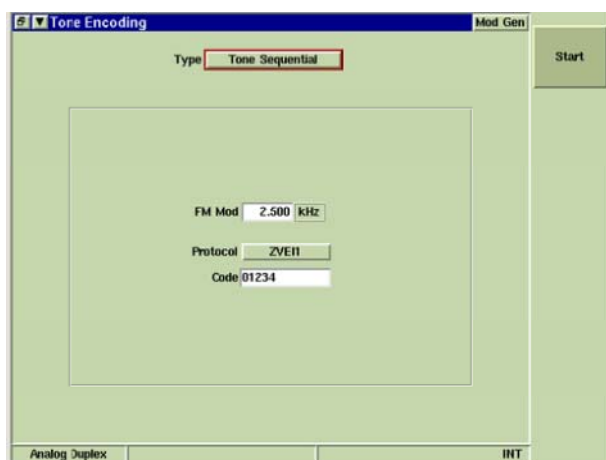 Tone Encoding
Mod Gen
Start
Type Tone Sequential
FM Mod 2.500 kHz
Protocol ZVEI1
Code 01234
Analog Duplex INT